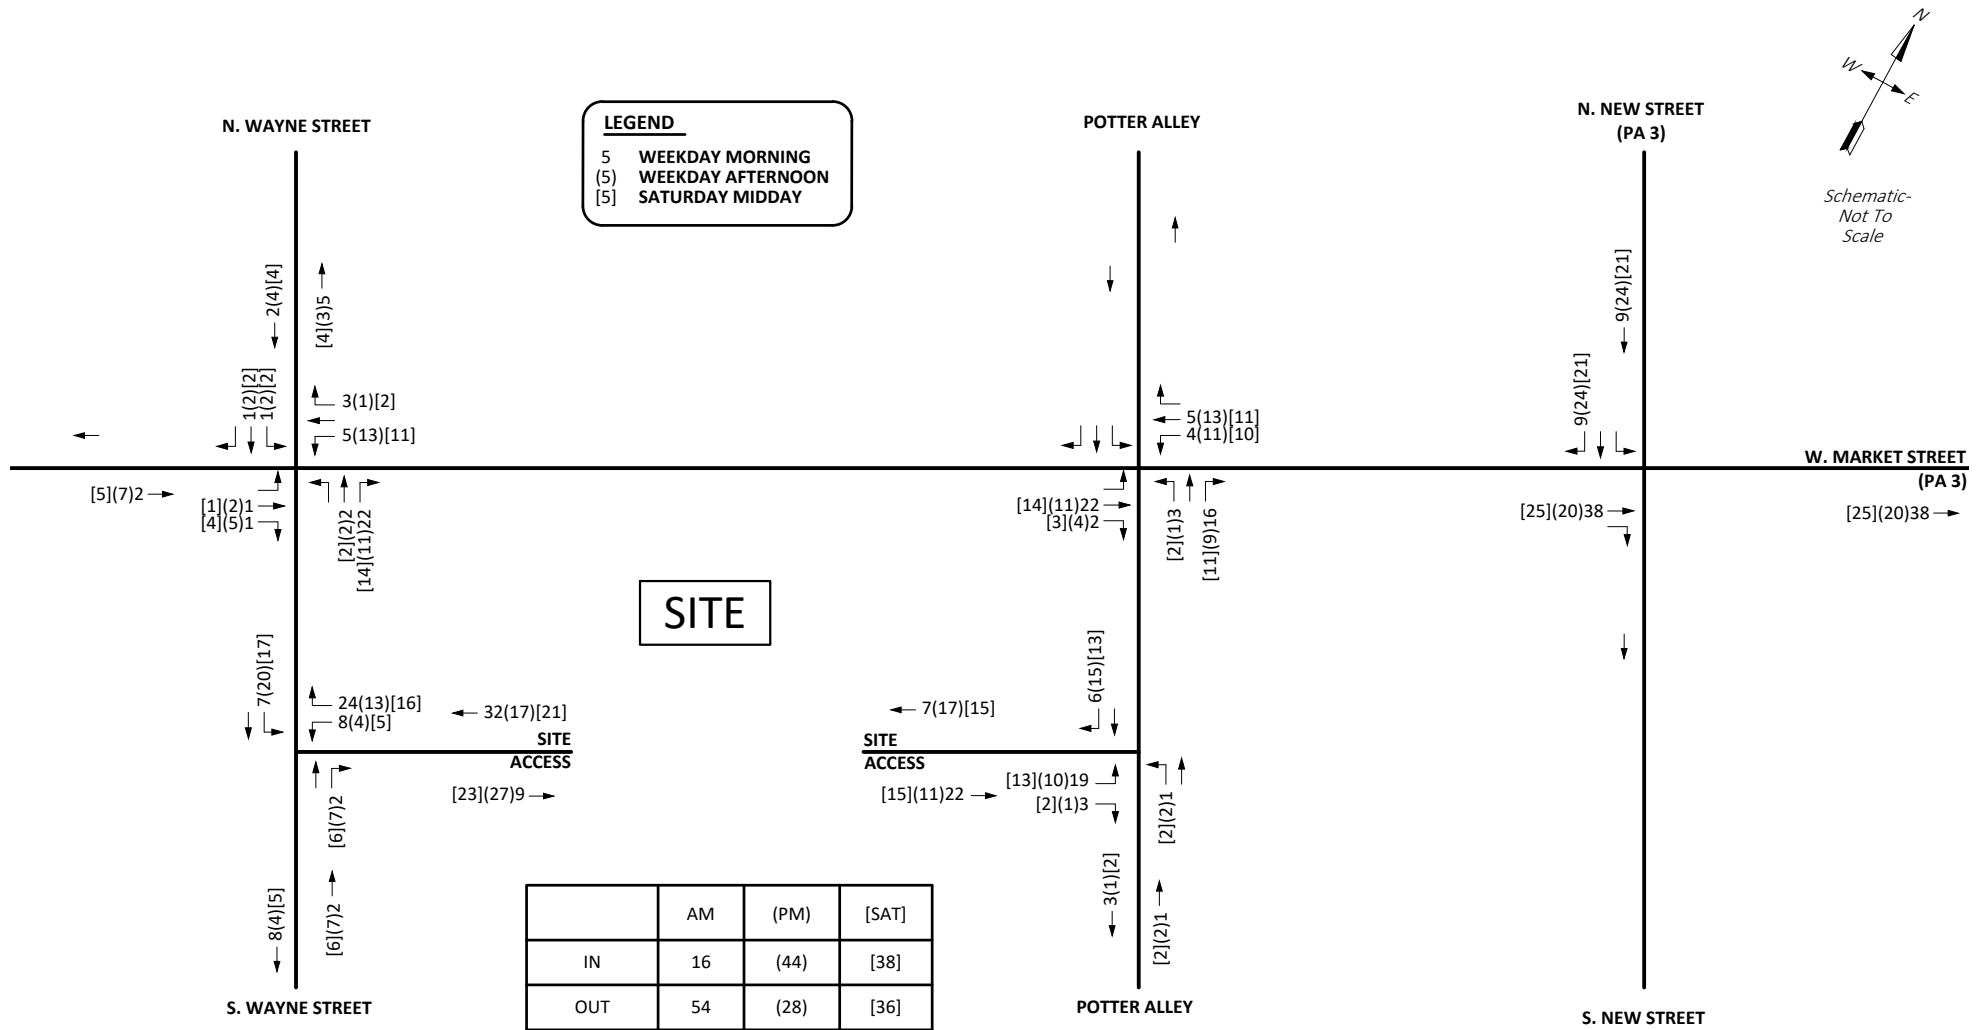 N. WAYNE STREET
LEGEND
5 WEEKDAY MORNING
(5) WEEKDAY AFTERNOON
[5] SATURDAY MIDDAY
POTTER ALLEY
N. NEW STREET
(PA 3)
N
W
E
Schematic-
Not To
Scale
2(4)[4]
[4](3)5
1(2)[2]
1(2)[2]
3(1)[2]
5(13)[11]
5(13)[11]
4(11)[10]
9(24)[21]
9(24)[21]
W. MARKET STREET
(PA 3)
[5](7)2
[1](2)1
[4](5)1
[2](2)2
[14](11)22
[14](11)22
[3](4)2
[2](1)3
[11](9)16
[25](20)38
[25](20)38
SITE
7(20)[17]
24(13)[16]
8(4)[5]
32(17)[21]
SITE
ACCESS
[23](27)9
[6](7)2
[6](7)2
8(4)[5]
7(17)[15]
6(15)[13]
SITE
ACCESS
[13](10)19
[15](11)22
[2](1)3
[2](2)1
3(1)[2]
[2](2)1
AM (PM) [SAT]
IN 16 (44) [38]
OUT 54 (28) [36]
S. WAYNE STREET
POTTER ALLEY
S. NEW STREET